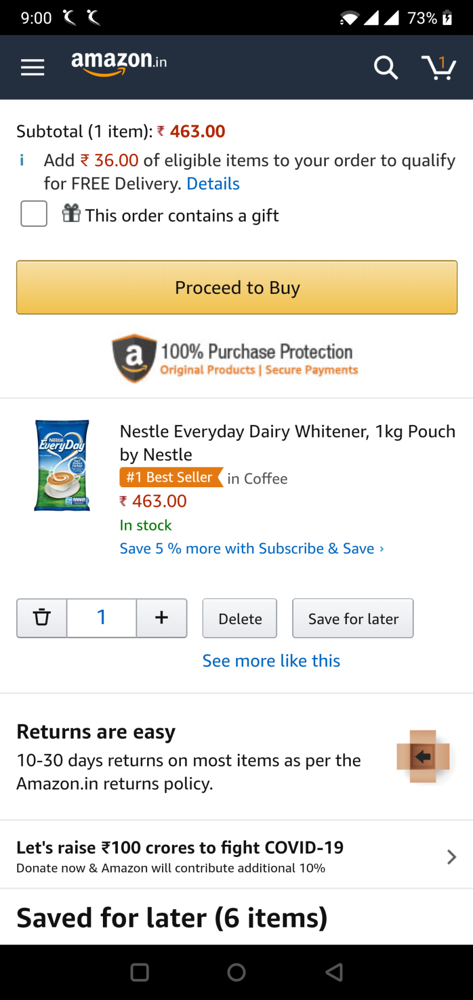 9:00
73%
amazon.in
1
Subtotal (1 item): ₹ 463.00
i Add ₹ 36.00 of eligible items to your order to qualify
for FREE Delivery. Details
This order contains a gift
Proceed to Buy
a 100% Purchase Protection
Original Products | Secure Payments
Nestle
EveryDay
Nestle Everyday Dairy Whitener, 1kg Pouch
by Nestle
#1 Best Seller in Coffee
₹ 463.00
In stock
Save 5 % more with Subscribe & Save ›
1 + Delete Save for later
See more like this
Returns are easy
10-30 days returns on most items as per the
Amazon.in returns policy.
Let's raise ₹100 crores to fight COVID-19
Donate now & Amazon will contribute additional 10%
Saved for later (6 items)